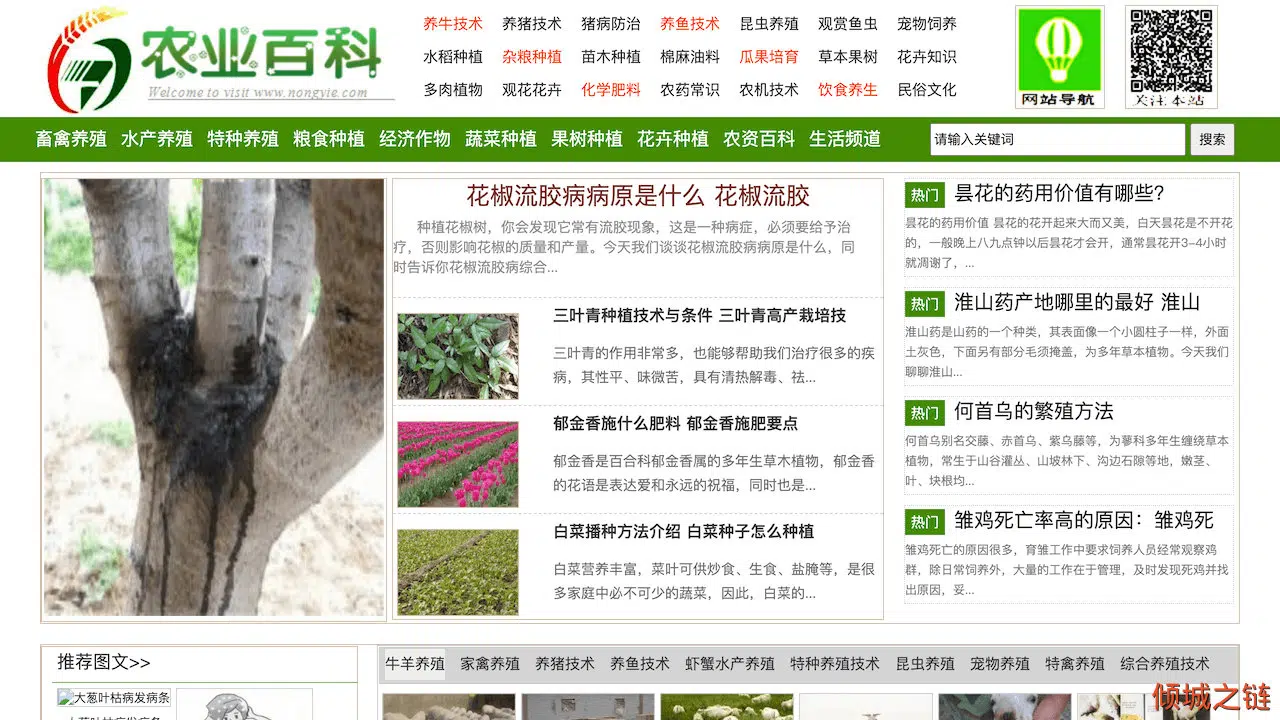 农业百科
Welcome to visit www.nongyie.com
养牛技术 养猪技术 猪病防治 养鱼技术 昆虫养殖 观赏鱼虫 宠物饲养
水稻种植 杂粮种植 苗木种植 棉麻油料 瓜果培育 草本果树 花卉知识
多肉植物 观花花卉 化学肥料 农药常识 农机技术 饮食养生 民俗文化
网站导航
关注本站
畜禽养殖 水产养殖 特种养殖 粮食种植 经济作物 蔬菜种植 果树种植 花卉种植 农资百科 生活频道
请输入关键词 搜索
花椒流胶病病原是什么 花椒流胶
种植花椒树，你会发现它常有流胶现象，这是一种病症，必须要给予治
疗，否则影响花椒的质量和产量。今天我们谈谈花椒流胶病病原是什么，同
时告诉你花椒流胶病综合...
三叶青种植技术与条件 三叶青高产栽培技
三叶青的作用非常多，也能够帮助我们治疗很多的疾
病，其性平、味微苦，具有清热解毒、祛...
郁金香施什么肥料 郁金香施肥要点
郁金香是百合科郁金香属的多年生草木植物，郁金香
的花语是表达爱和永远的祝福，同时也是...
白菜播种方法介绍 白菜种子怎么种植
白菜营养丰富，菜叶可供炒食、生食、盐腌等，是很
多家庭中必不可少的蔬菜，因此，白菜的...
热门 昙花的药用价值有哪些?
昙花的药用价值 昙花的花开起来大而又美，白天昙花是不开花
的，一般晚上八九点钟以后昙花才会开，通常昙花开3-4小时
就凋谢了，...
热门 淮山药产地哪里的最好 淮山
淮山药是山药的一个种类，其表面像一个小圆柱子一样，外面
土灰色，下面另有部分毛须掩盖，为多年草本植物。今天我们
聊聊淮山...
热门 何首乌的繁殖方法
何首乌别名交藤、赤首乌、紫乌藤等，为蓼科多年生缠绕草本
植物，常生于山谷灌丛、山坡林下、沟边石隙等地，嫩茎、
叶、块根均...
热门 雏鸡死亡率高的原因：雏鸡死
雏鸡死亡的原因很多，育雏工作中要求饲养人员经常观察鸡
群，除日常饲养外，大量的工作在于管理，及时发现死鸡并找
出原因，妥...
推荐图文>>
大葱叶枯病发病条
大葱叶枯病发病条
牛羊养殖 家禽养殖 养猪技术 养鱼技术 虾蟹水产养殖 特种养殖技术 昆虫养殖 宠物养殖 特禽养殖 综合养殖技术
倾城之链